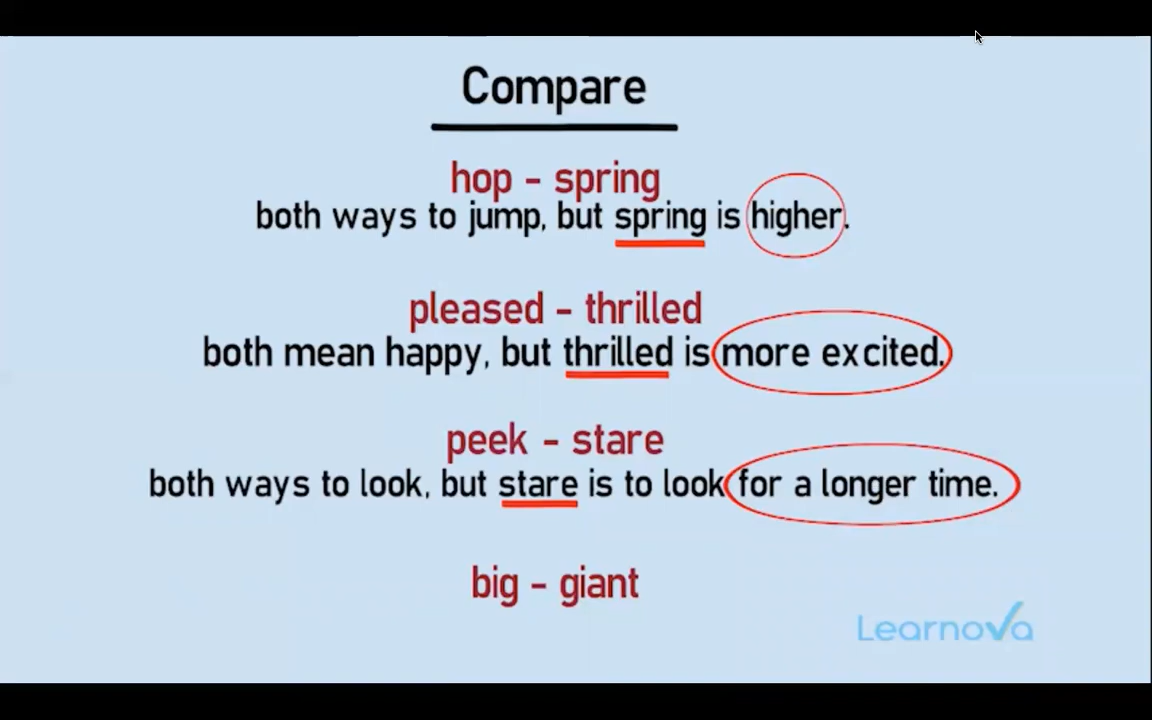 Compare
hop - spring
both ways to jump, but spring is higher.
pleased - thrilled
both mean happy, but thrilled is more excited.
peek - stare
both ways to look, but stare is to look for a longer time.
big - giant
Learnova